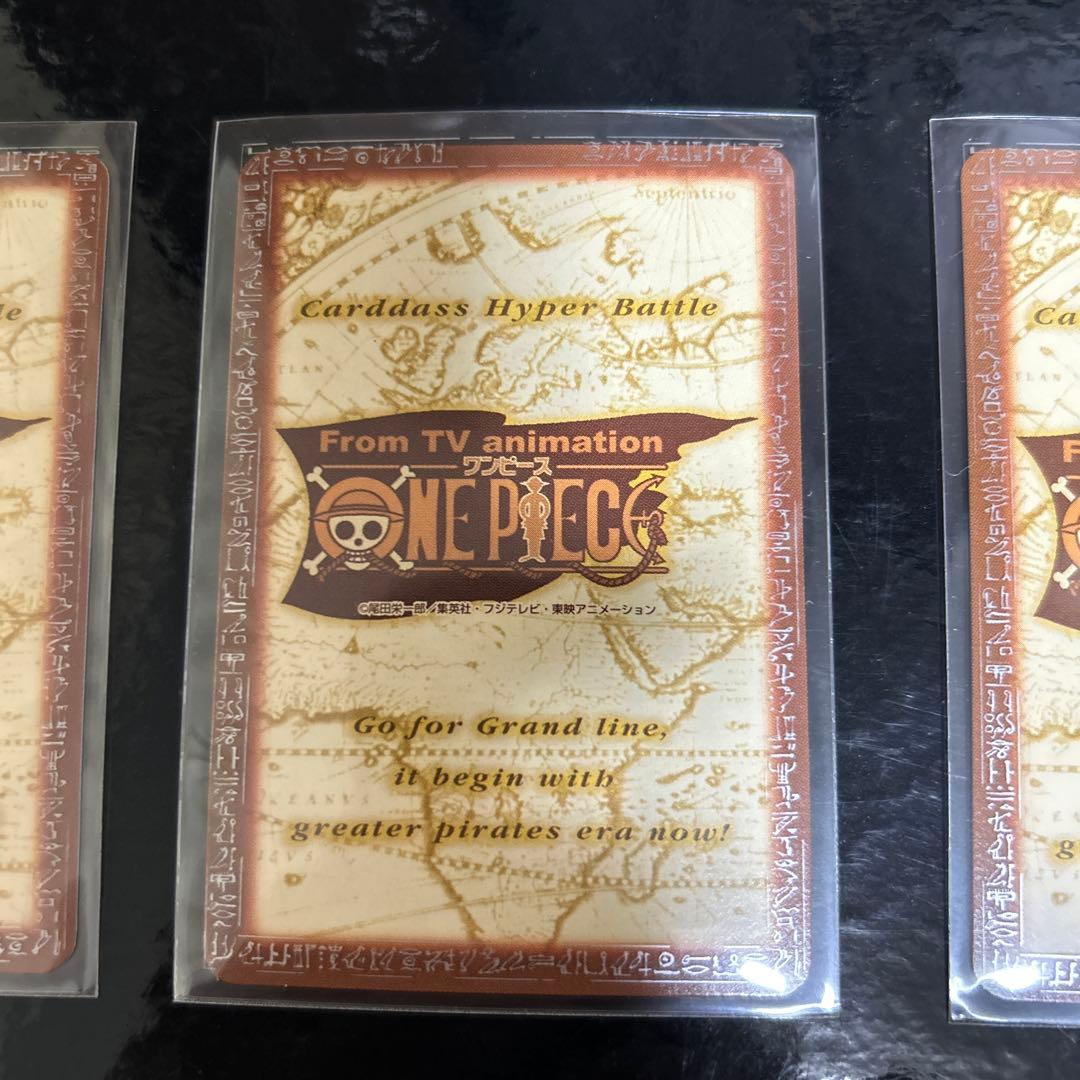 Carddass Hyper Battle
From TV animation
ワンピース
ONE PIECE
©尾田栄一郎／集英社・フジテレビ・東映アニメーション
Go for Grand line,
it begin with
greater pirates era now!
Septentrio